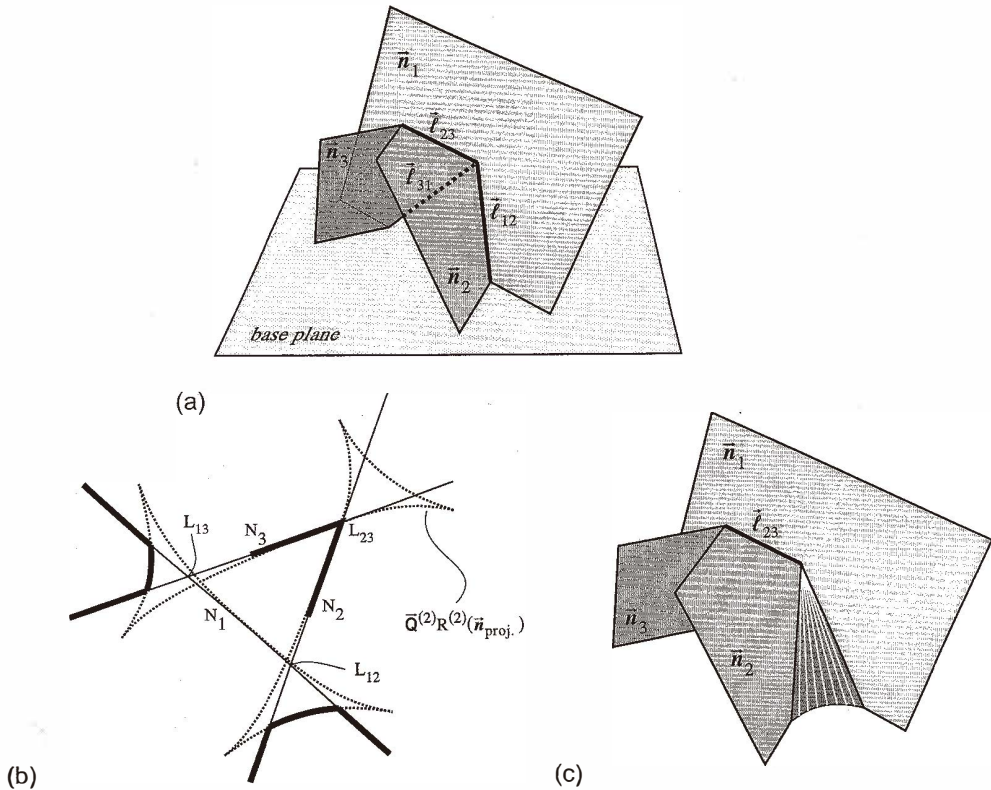 n⃗₁
ℓ⃗₂₃
n⃗₃
ℓ⃗₃₁
ℓ⃗₁₂
n⃗₂
base plane
(a)
L₁₃
N₃
L₂₃
N₁
N₂
Q⃗⁽²⁾R⁽²⁾(n⃗proj.)
L₁₂
(b)
n⃗₁
ℓ⃗₂₃
n⃗₃
n⃗₂
(c)